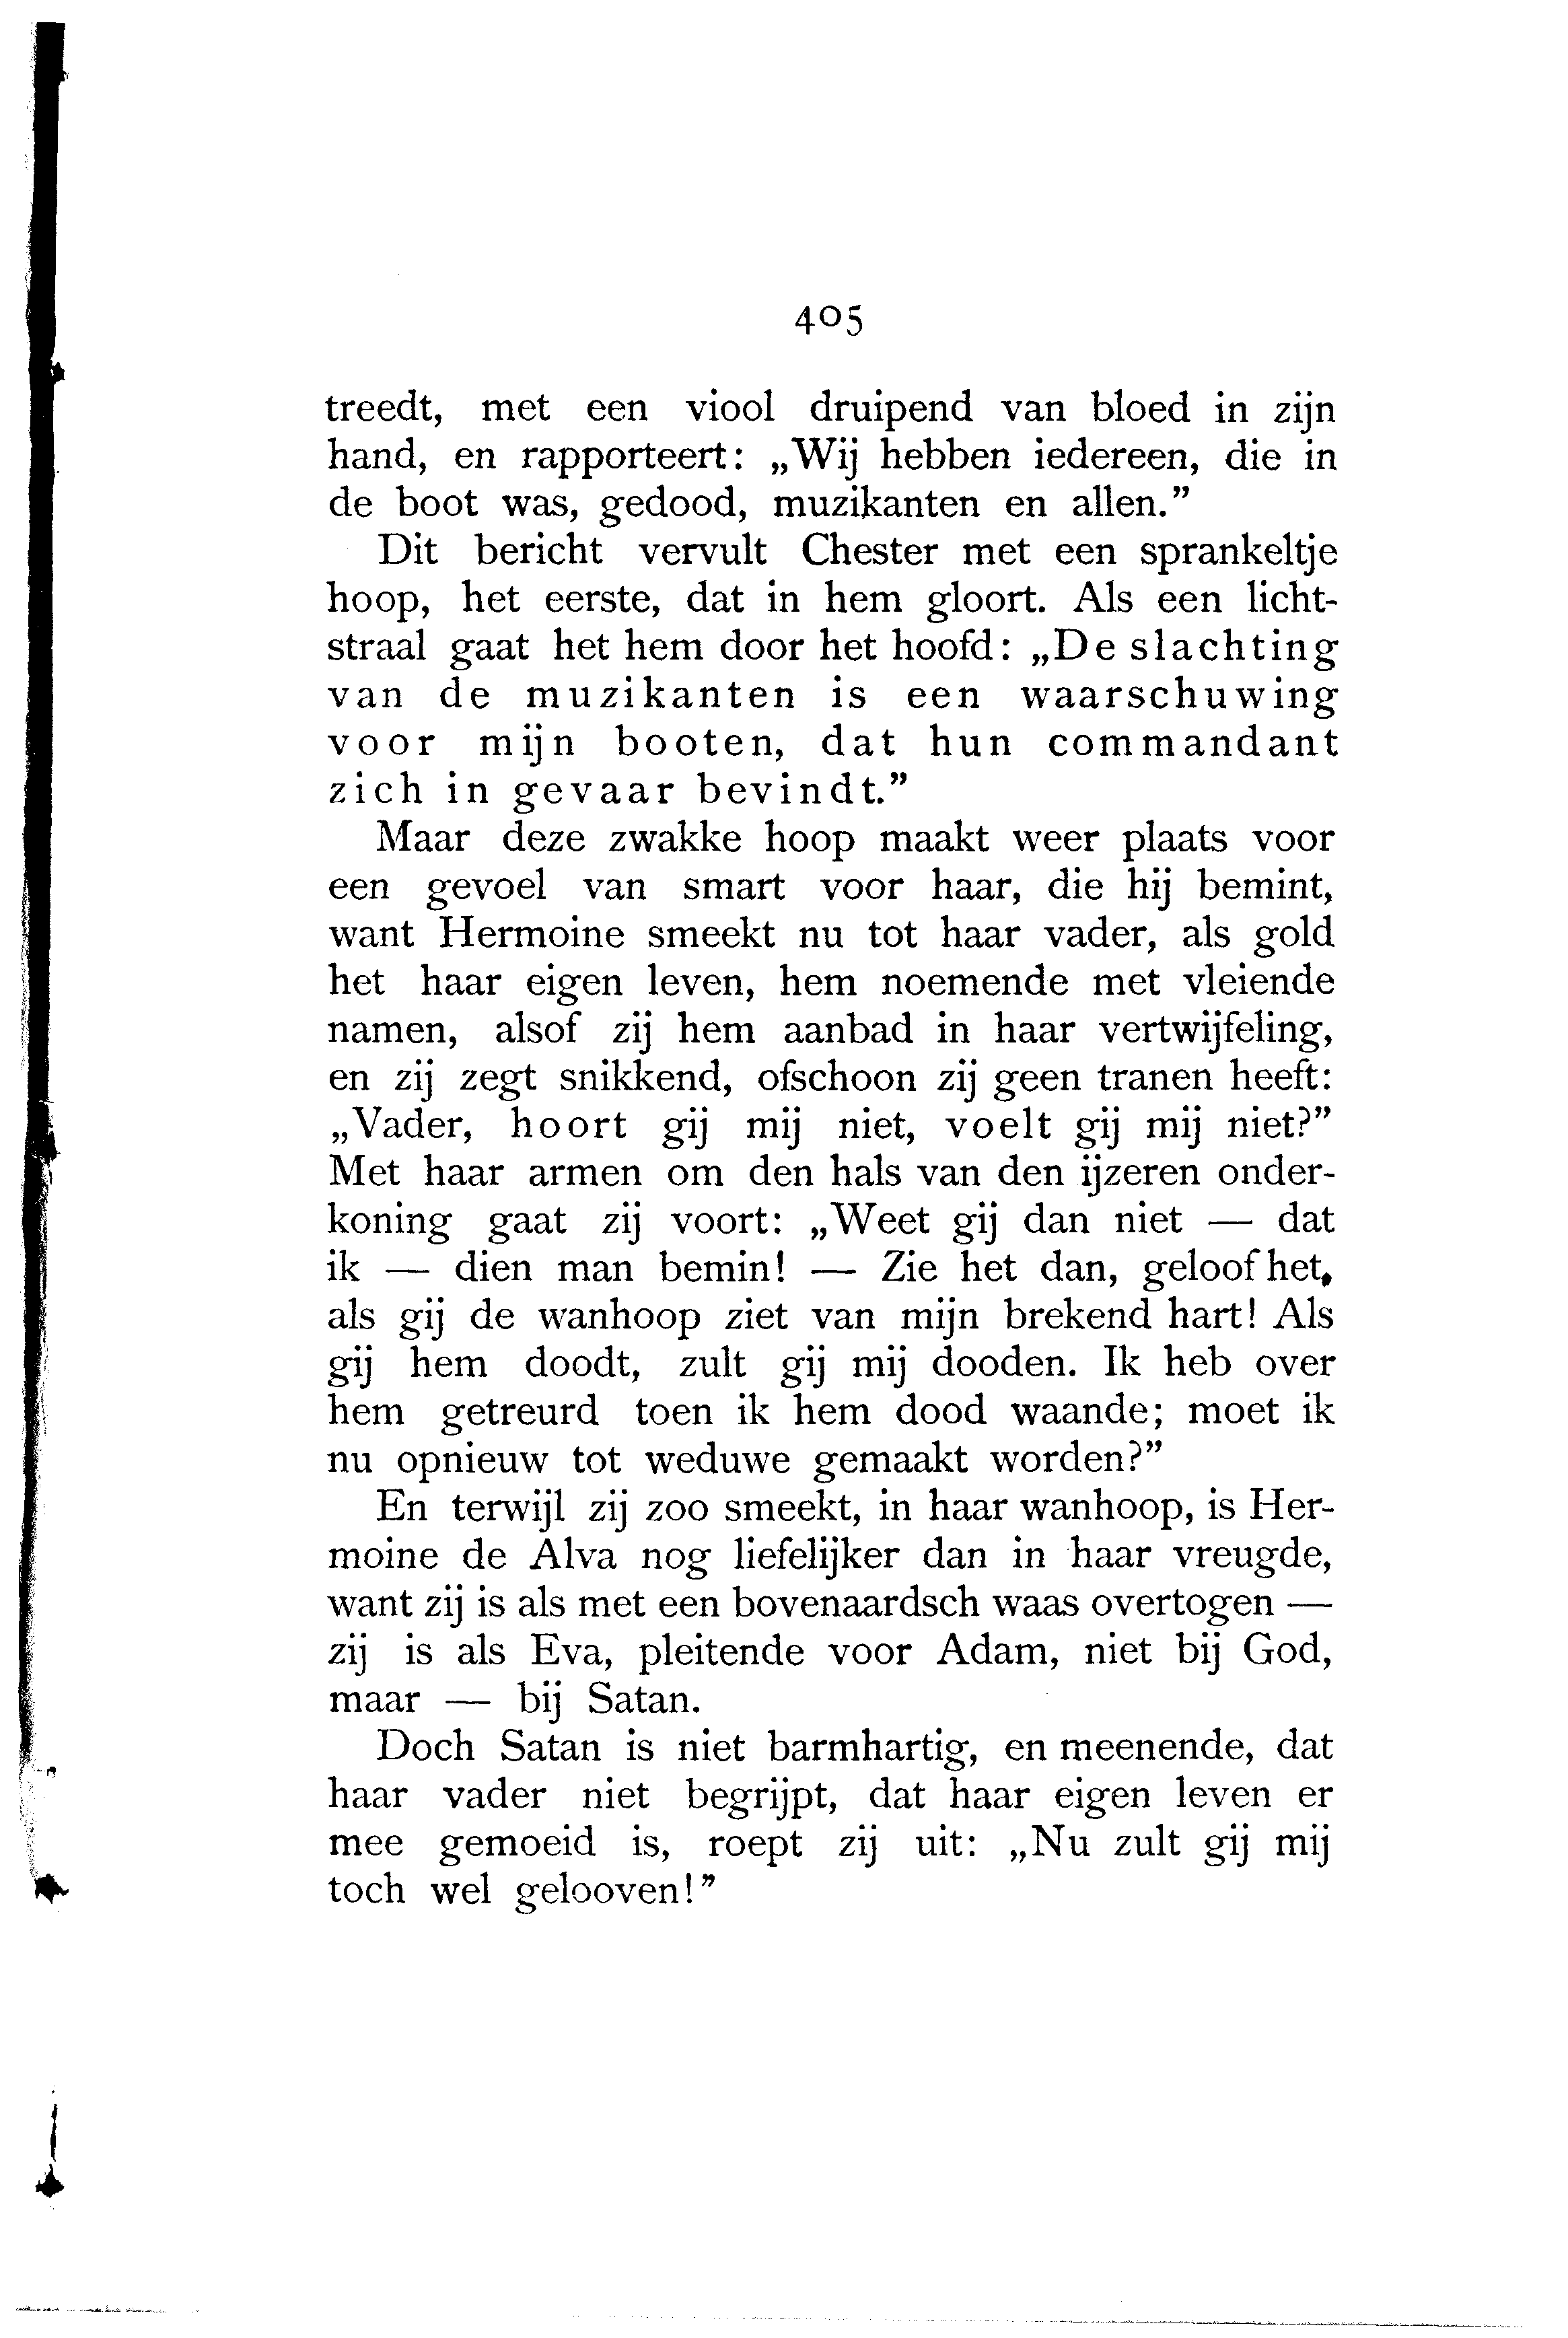 405
treedt, met een viool druipend van bloed in zijn
hand, en rapporteert: „Wij hebben iedereen, die in
de boot was, gedood, muzikanten en allen.”
Dit bericht vervult Chester met een sprankeltje
hoop, het eerste, dat in hem gloort. Als een licht-
straal gaat het hem door het hoofd: „De slachting
van de muzikanten is een waarschuwing
voor mijn booten, dat hun commandant
zich in gevaar bevindt.”
Maar deze zwakke hoop maakt weer plaats voor
een gevoel van smart voor haar, die hij bemint,
want Hermoine smeekt nu tot haar vader, als gold
het haar eigen leven, hem noemende met vleiende
namen, alsof zij hem aanbad in haar vertwijfeling,
en zij zegt snikkend, ofschoon zij geen tranen heeft:
„Vader, hoort gij mij niet, voelt gij mij niet?”
Met haar armen om den hals van den ijzeren onder-
koning gaat zij voort: „Weet gij dan niet — dat
ik — dien man bemin! — Zie het dan, geloof het,
als gij de wanhoop ziet van mijn brekend hart! Als
gij hem doodt, zult gij mij dooden. Ik heb over
hem getreurd toen ik hem dood waande; moet ik
nu opnieuw tot weduwe gemaakt worden?”
En terwijl zij zoo smeekt, in haar wanhoop, is Her-
moine de Alva nog liefelijker dan in haar vreugde,
want zij is als met een bovenaardsch waas overtogen —
zij is als Eva, pleitende voor Adam, niet bij God,
maar — bij Satan.
Doch Satan is niet barmhartig, en meenende, dat
haar vader niet begrijpt, dat haar eigen leven er
mee gemoeid is, roept zij uit: „Nu zult gij mij
toch wel gelooven!”